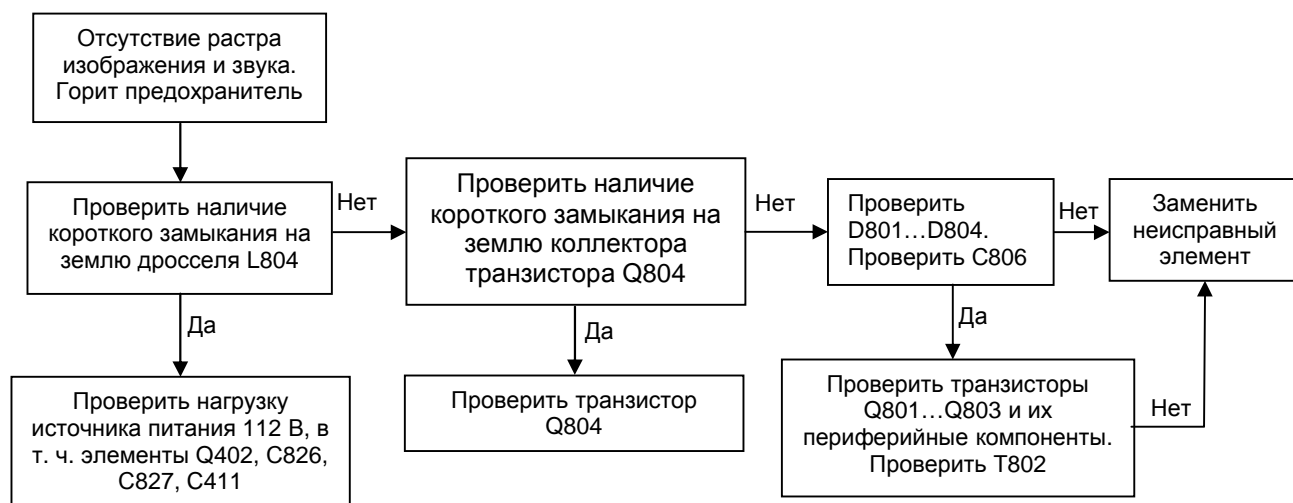 Отсутствие растра
изображения и звука.
Горит предохранитель
Проверить наличие
короткого замыкания на
землю дросселя L804
Нет
Проверить наличие
короткого замыкания на
землю коллектора
транзистора Q804
Нет
Проверить
D801…D804.
Проверить C806
Нет
Заменить
неисправный
элемент
Да
Да
Да
Проверить нагрузку
источника питания 112 В, в
т. ч. элементы Q402, C826,
C827, C411
Проверить транзистор
Q804
Проверить транзисторы
Q801…Q803 и их
периферийные компоненты.
Проверить T802
Нет